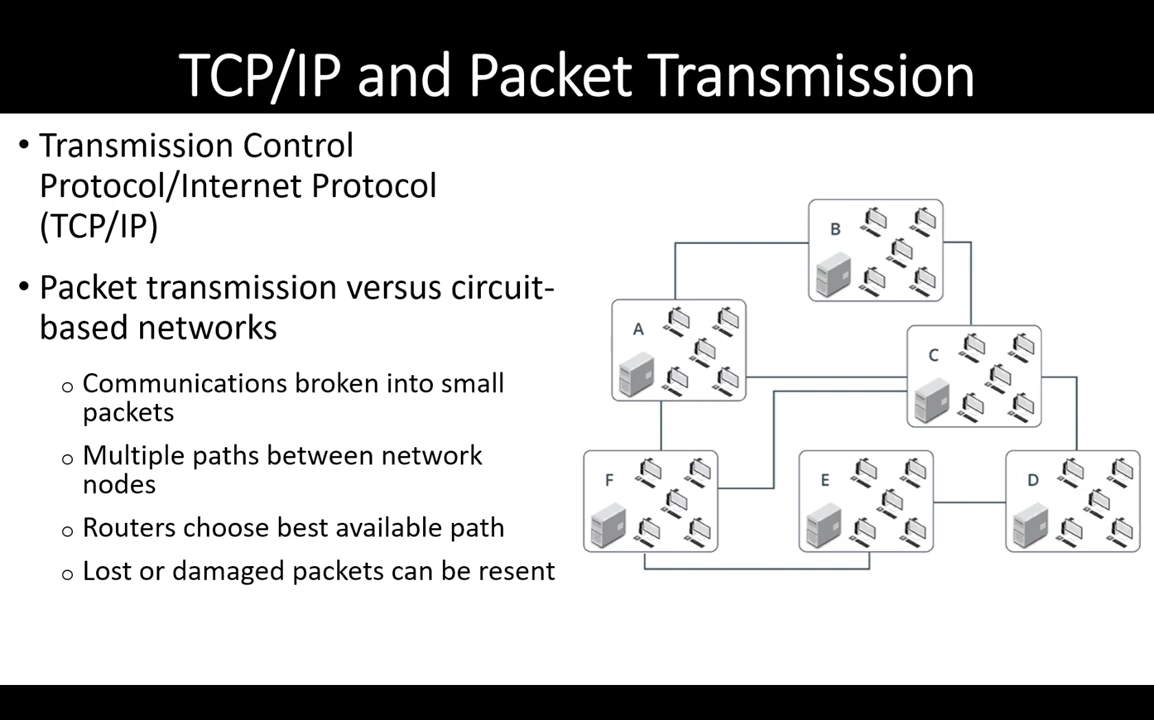 TCP/IP and Packet Transmission
• Transmission Control
Protocol/Internet Protocol
(TCP/IP)
• Packet transmission versus circuit-
based networks
o Communications broken into small
packets
o Multiple paths between network
nodes
o Routers choose best available path
o Lost or damaged packets can be resent
B
A
C
F
E
D